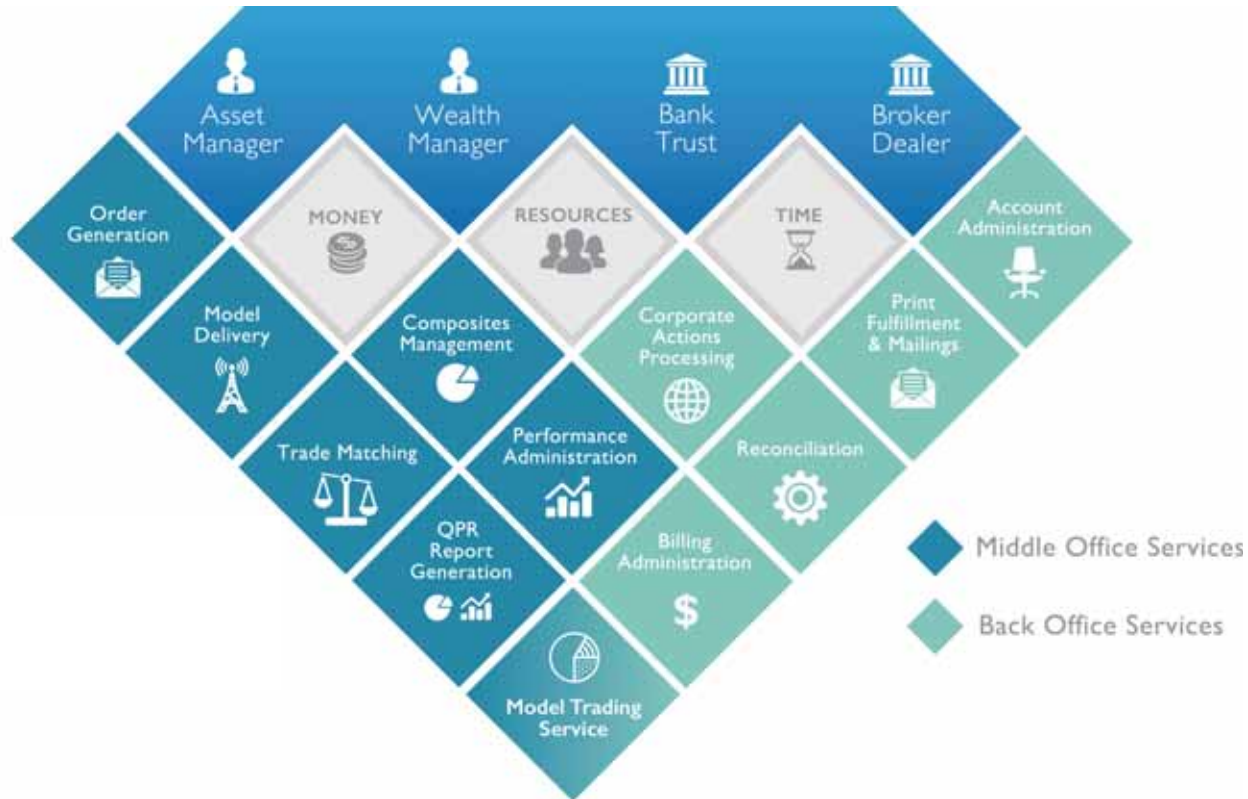 Asset
Manager
Wealth
Manager
Bank
Trust
Broker
Dealer
Order
Generation
MONEY
RESOURCES
TIME
Account
Administration
Model
Delivery
Composites
Management
Corporate
Actions
Processing
Print
Fulfillment
& Mailings
Trade Matching
Performance
Administration
Reconciliation
QPR
Report
Generation
Billing
Administration
$
Model Trading
Service
Middle Office Services
Back Office Services